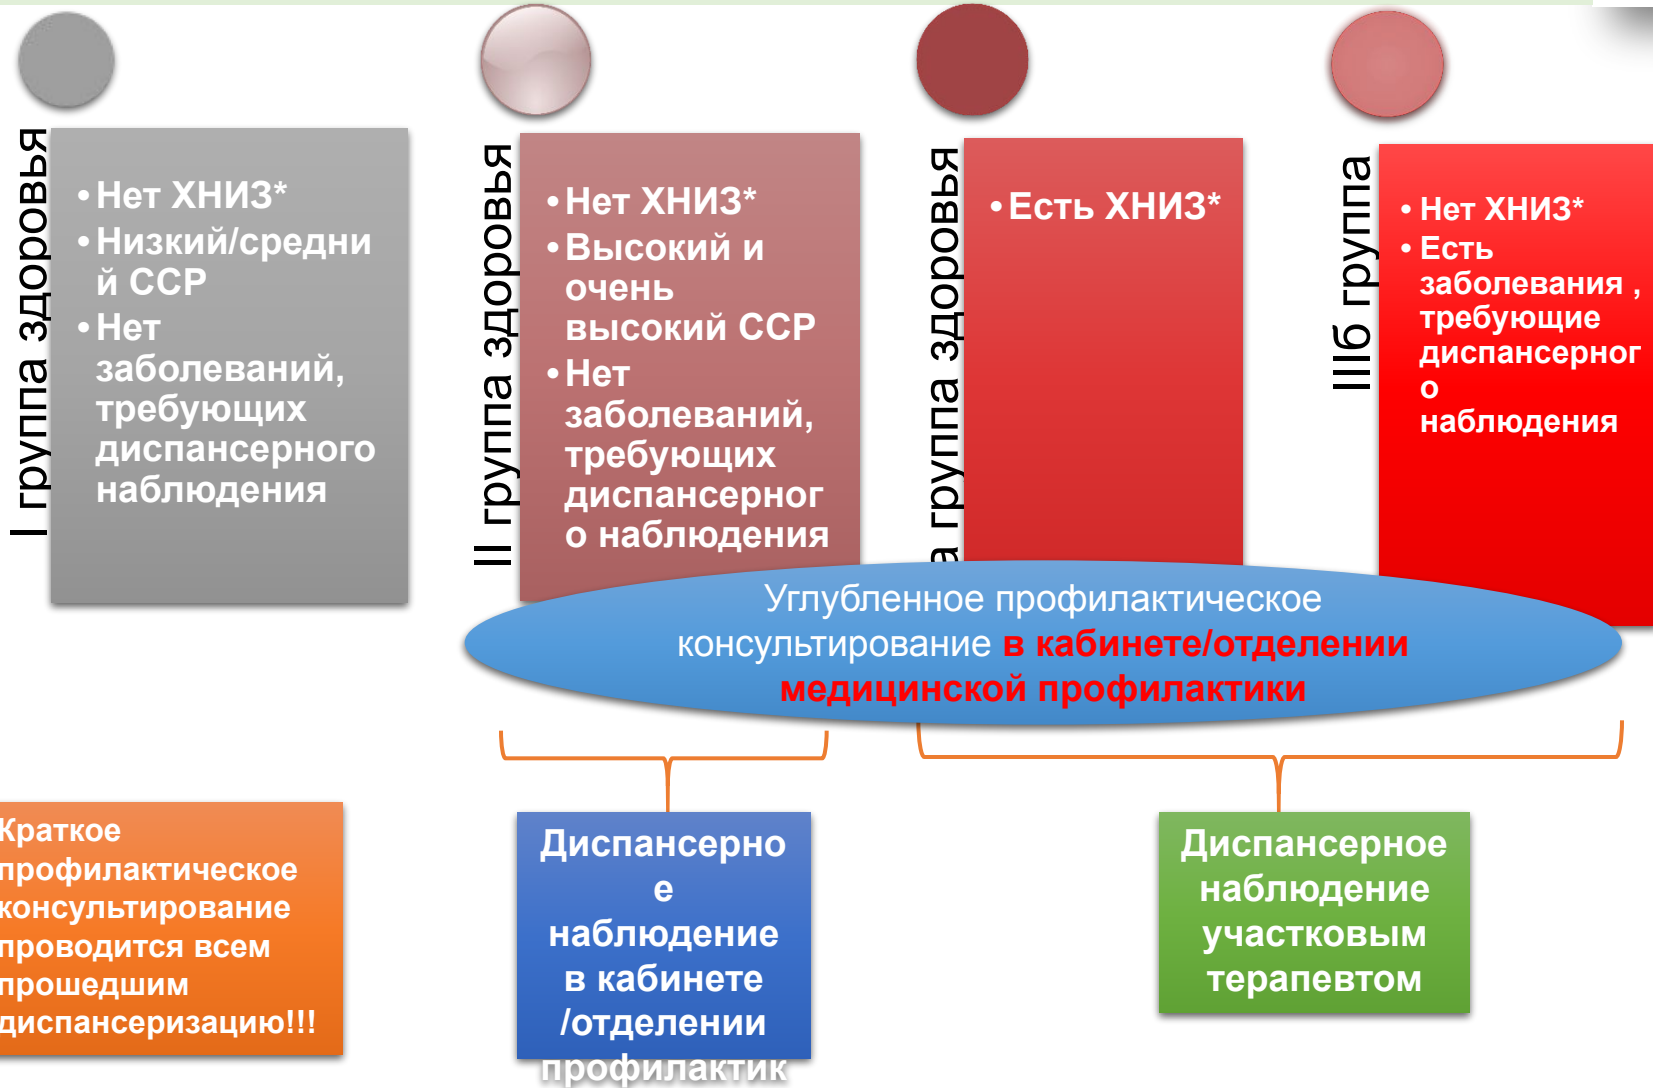 I группа здоровья
• Нет ХНИЗ*
• Низкий/средни
й ССР
• Нет
заболеваний,
требующих
диспансерного
наблюдения
II группа здоровья
• Нет ХНИЗ*
• Высокий и
очень
высокий ССР
• Нет
заболеваний,
требующих
диспансерног
о наблюдения
а группа здоровья
• Есть ХНИЗ*
IIIб группа
• Нет ХНИЗ*
• Есть
заболевания ,
требующие
диспансерног
о
наблюдения
Углубленное профилактическое
консультирование в кабинете/отделении
медицинской профилактики
Краткое
профилактическое
консультирование
проводится всем
прошедшим
диспансеризацию!!!
Диспансерно
е
наблюдение
в кабинете
/отделении
профилактик
Диспансерное
наблюдение
участковым
терапевтом